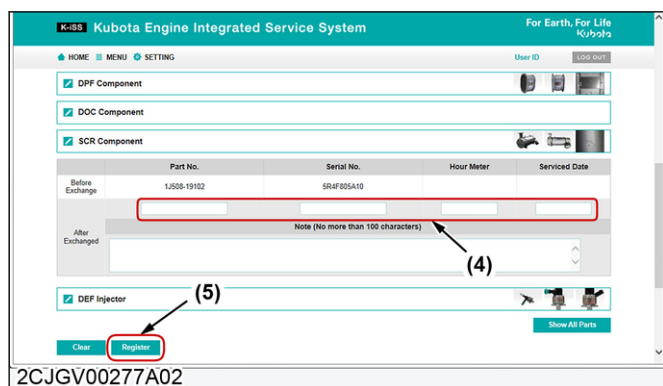 K-iSS Kubota Engine Integrated Service System
For Earth, For Life
Kubota
HOME MENU SETTING
User ID LOG OUT
DPF Component
DOC Component
SCR Component
Part No. Serial No. Hour Meter Serviced Date
Before
Exchange
1J508-19102 5R4F805A10
Note (No more than 100 characters)
After
Exchanged
(4)
DEF Injector
(5)
Show All Parts
Clear Register
2CJGV00277A02